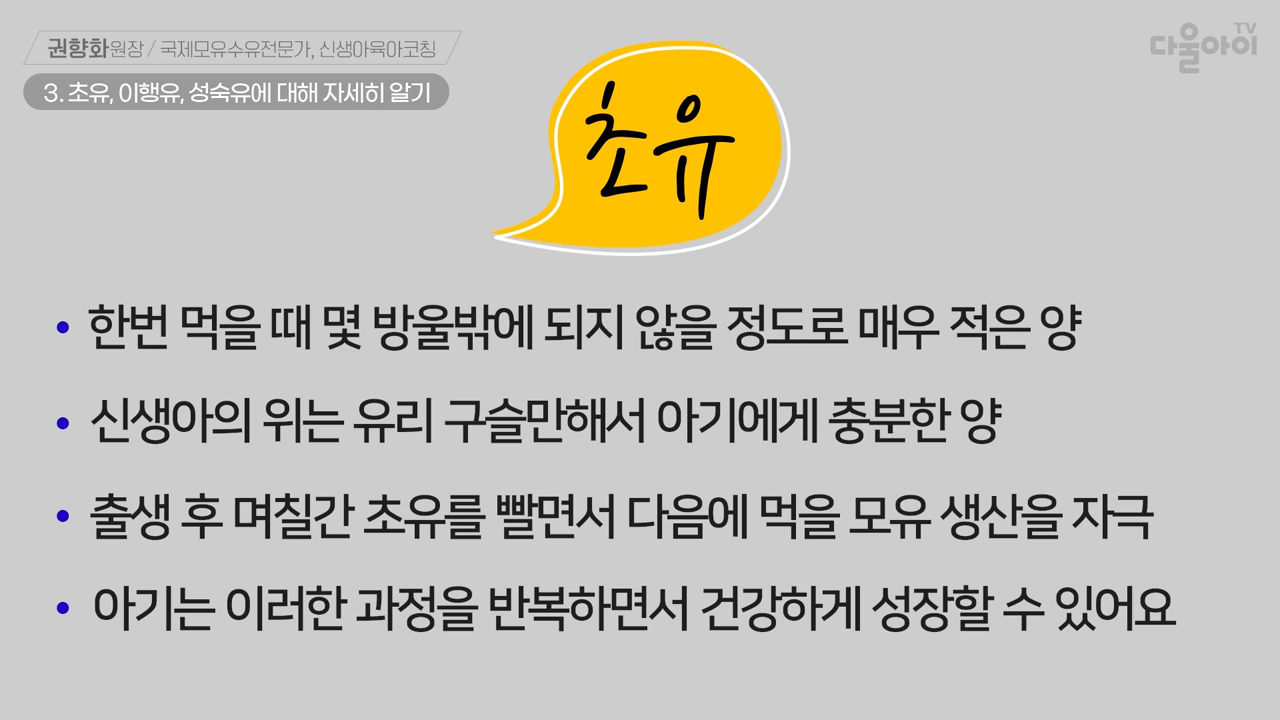 권향화원장 / 국제모유수유전문가, 신생아육아코칭
3. 초유, 이행유, 성숙유에 대해 자세히 알기
다울아이TV
초유
• 한번 먹을 때 몇 방울밖에 되지 않을 정도로 매우 적은 양
• 신생아의 위는 유리 구슬만해서 아기에게 충분한 양
• 출생 후 며칠간 초유를 빨면서 다음에 먹을 모유 생산을 자극
• 아기는 이러한 과정을 반복하면서 건강하게 성장할 수 있어요